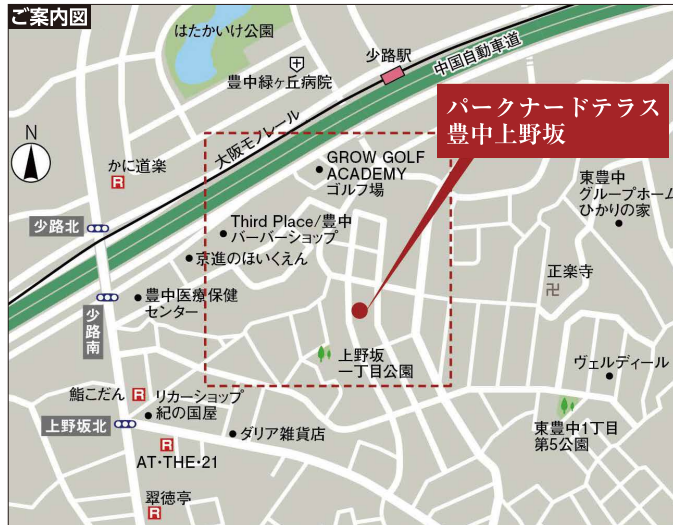 ご案内図
はたかいけ公園
豊中緑ヶ丘病院
少路駅
中国自動車道
大阪モノレール
パークナードテラス
豊中上野坂
N
かに道楽
R
GROW GOLF
ACADEMY
ゴルフ場
東豊中
グループホーム
ひかりの家
少路北
Third Place/豊中
バーバーショップ
京進のほいくえん
正楽寺
卍
豊中医療保健
センター
少路南
上野坂
一丁目公園
ヴェルディール
鮨こだん
R
リカーショップ
紀の国屋
上野坂北
ダリア雑貨店
東豊中1丁目
第5公園
R
AT・THE・21
翠徳亭
R